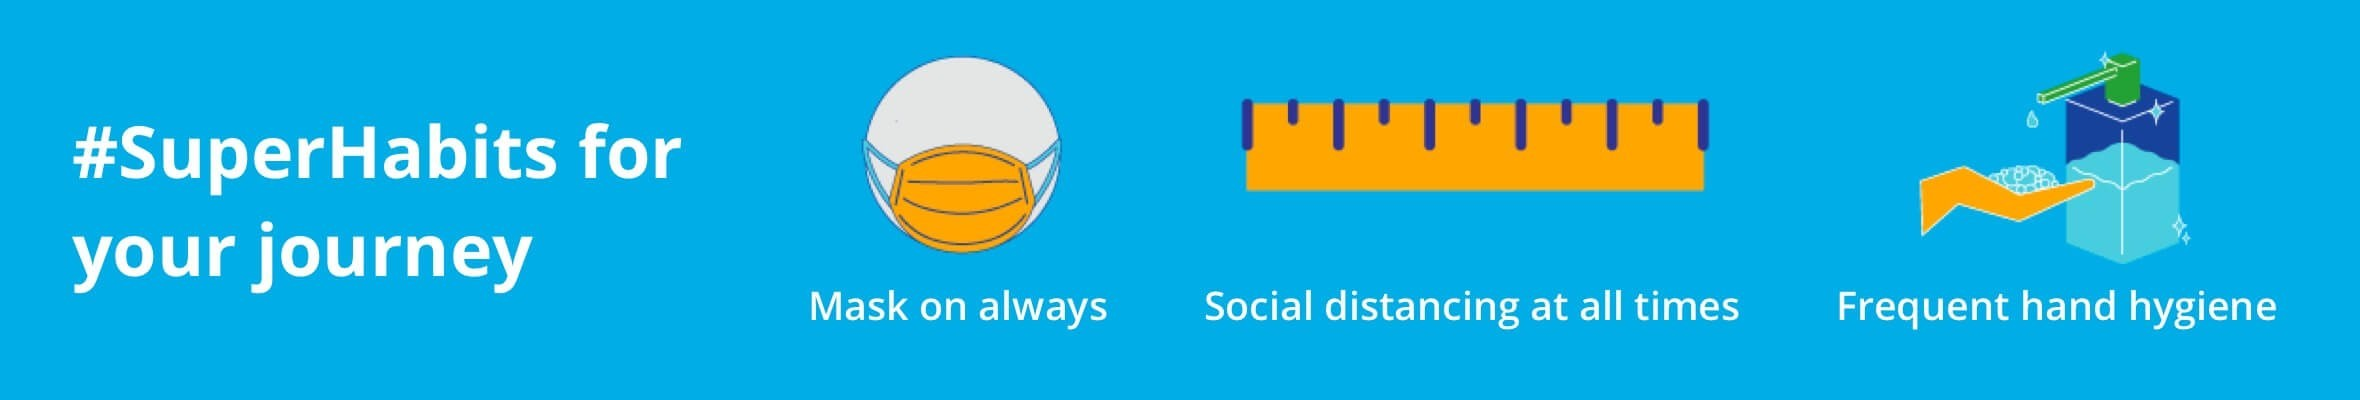 #SuperHabits for
your journey
Mask on always
Social distancing at all times
Frequent hand hygiene